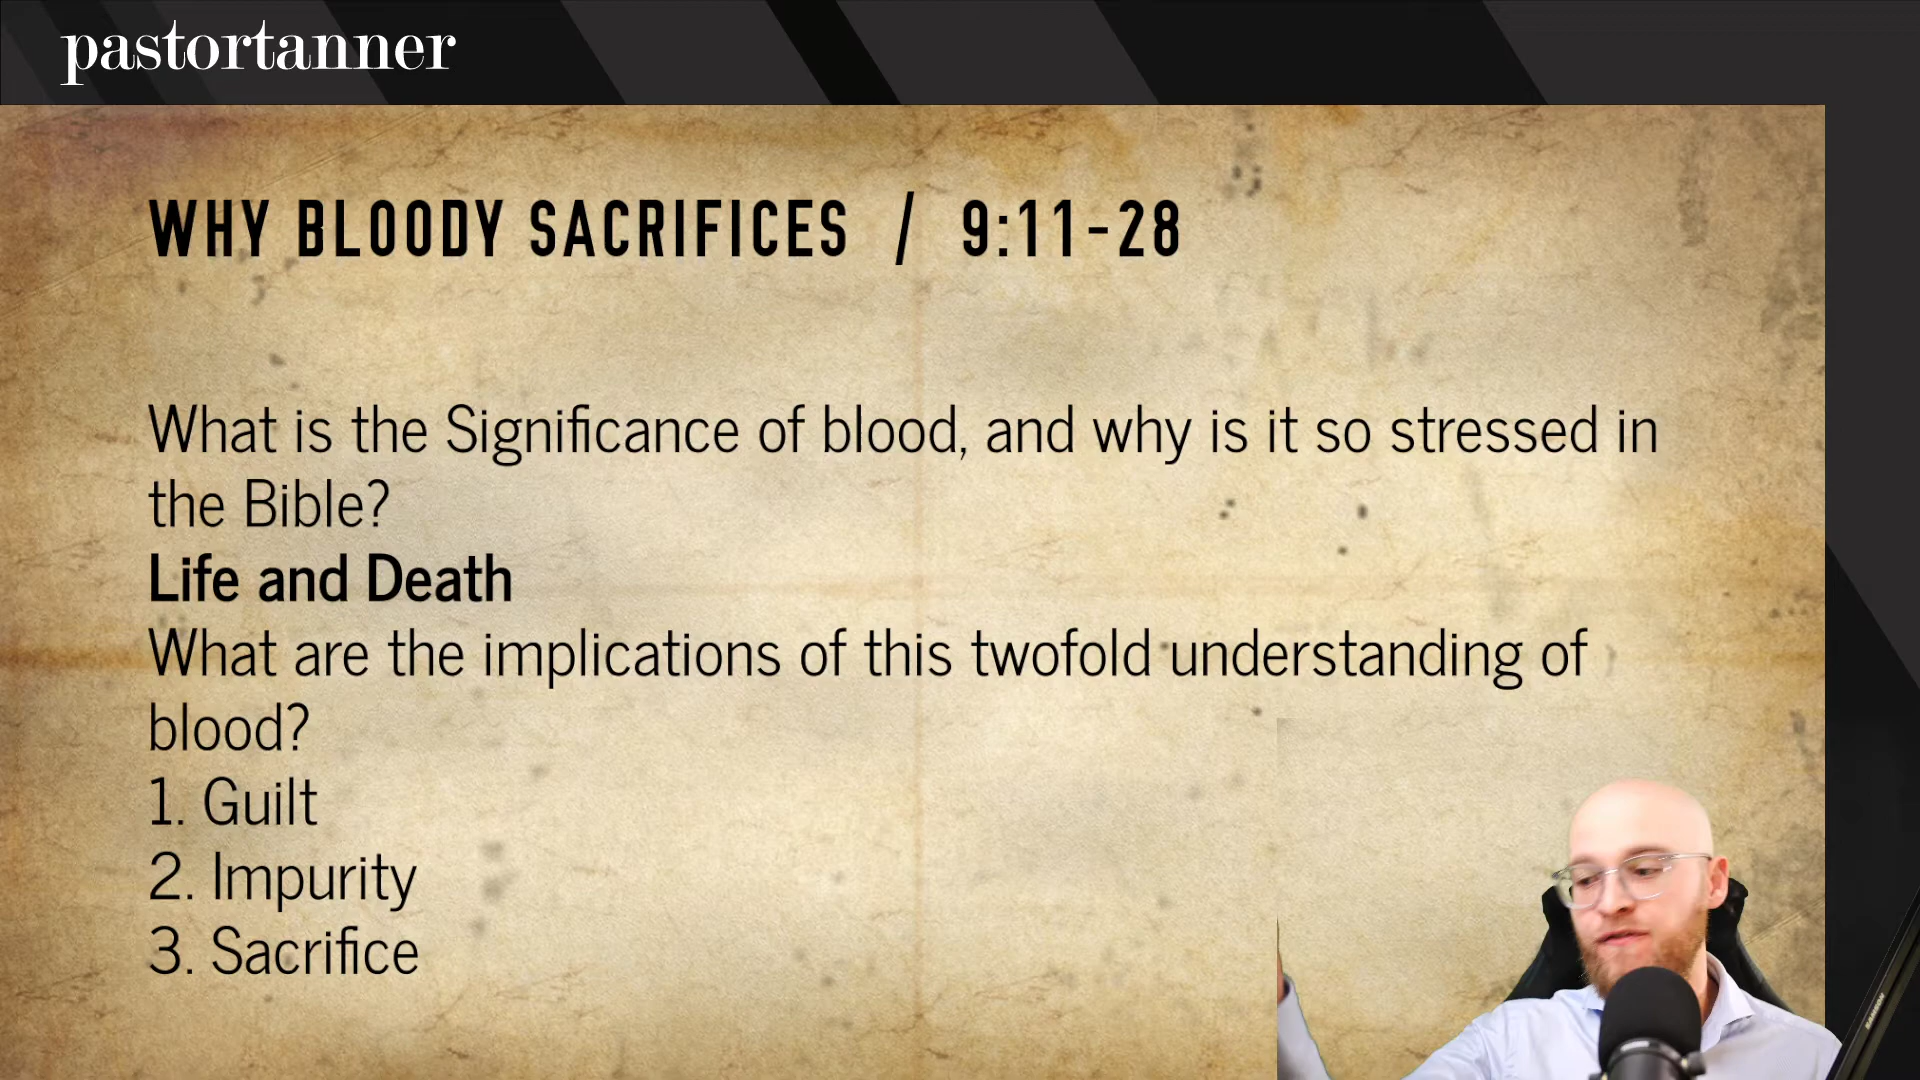 pastortanner
WHY BLOODY SACRIFICES / 9:11-28
What is the Significance of blood, and why is it so stressed in
the Bible?
Life and Death
What are the implications of this twofold understanding of
blood?
1. Guilt
2. Impurity
3. Sacrifice